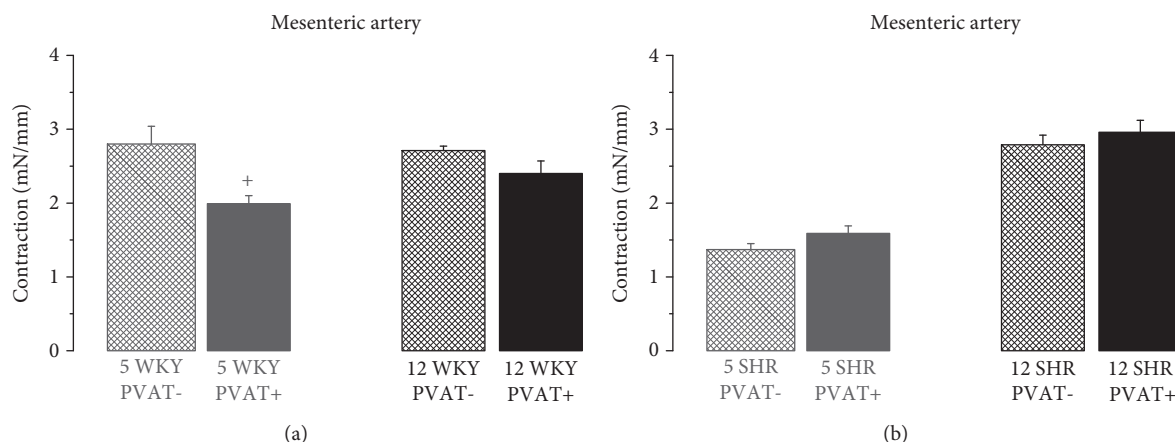 Mesenteric artery
Contraction (mN/mm)
4
3
2
1
0
+
5 WKY
PVAT-
5 WKY
PVAT+
12 WKY
PVAT-
12 WKY
PVAT+
(a)
Mesenteric artery
Contraction (mN/mm)
4
3
2
1
0
5 SHR
PVAT-
5 SHR
PVAT+
12 SHR
PVAT-
12 SHR
PVAT+
(b)